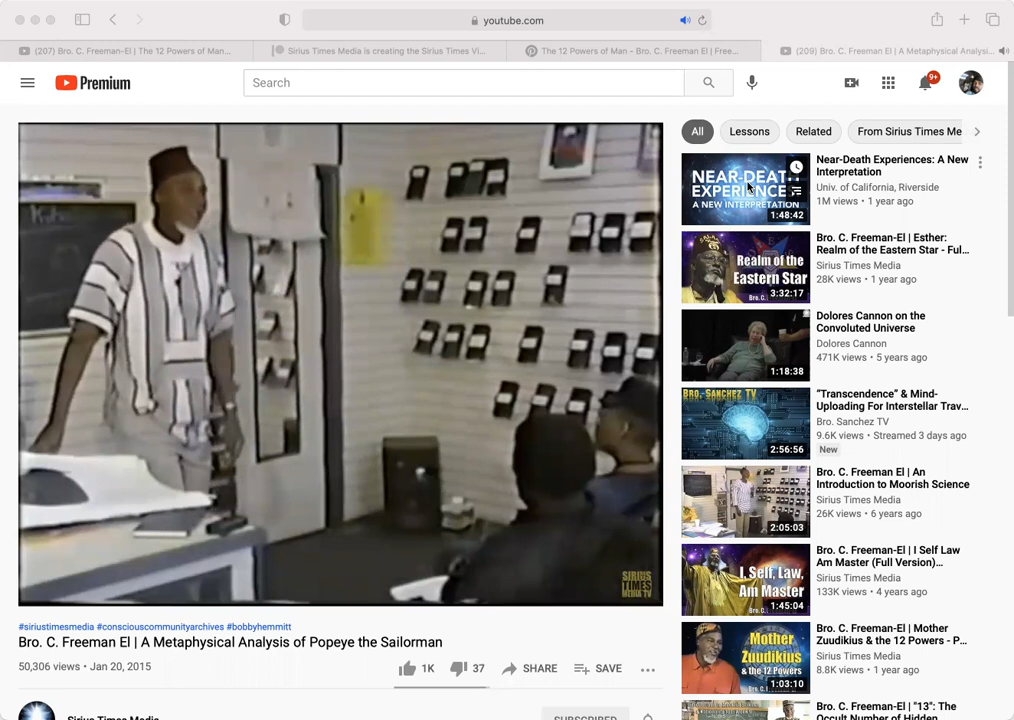 youtube.com
(207) Bro. C. Freeman-El | The 12 Powers of Man...
Sirius Times Media is creating the Sirius Times Vi...
The 12 Powers of Man – Bro. C. Freeman El | Free...
(209) Bro. C. Freeman El | A Metaphysical Analysi...
Premium
Search
9+
All
Lessons
Related
From Sirius Times Me
SIRIUS
TIMES
MEDIA TV
#siriustimesmedia #consciouscommunityarchives #bobbyhemmitt
Bro. C. Freeman El | A Metaphysical Analysis of Popeye the Sailorman
50,306 views • Jan 20, 2015
1K
37
SHARE
SAVE
Sirius Times Media
SUBSCRIBED
NEAR-DEATH
EXPERIENCE
A NEW INTERPRETATION
1:48:42
Near-Death Experiences: A New
Interpretation
Univ. of California, Riverside
1M views • 1 year ago
Realm of the
Eastern Star
Bro. C.
3:32:17
Bro. C. Freeman-El | Esther:
Realm of the Eastern Star - Ful...
Sirius Times Media
28K views • 1 year ago
1:18:38
Dolores Cannon on the
Convoluted Universe
Dolores Cannon
471K views • 5 years ago
BRO. SANCHEZ TV
2:56:56
“Transcendence” & Mind-
Uploading For Interstellar Trav...
Bro. Sanchez TV
9.6K views • Streamed 3 days ago
New
2:05:03
Bro. C. Freeman El | An
Introduction to Moorish Science
Sirius Times Media
26K views • 6 years ago
I, Self, Law,
Am Master
1:45:04
Bro. C. Freeman-El | I Self Law
Am Master (Full Version)...
Sirius Times Media
133K views • 4 years ago
Mother
Zuudikius
& the 12 Powers
Bro. C.
1:03:10
Bro. C. Freeman-El | Mother
Zuudikius & the 12 Powers - P...
Sirius Times Media
8.8K views • 1 year ago
Bro. C. Freeman-El | "13": The
Occult Number of Hidden